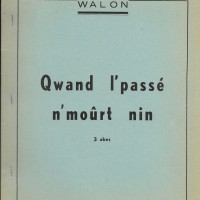 WALON
Qwand l'passé
n'moûrt nin
3 akes